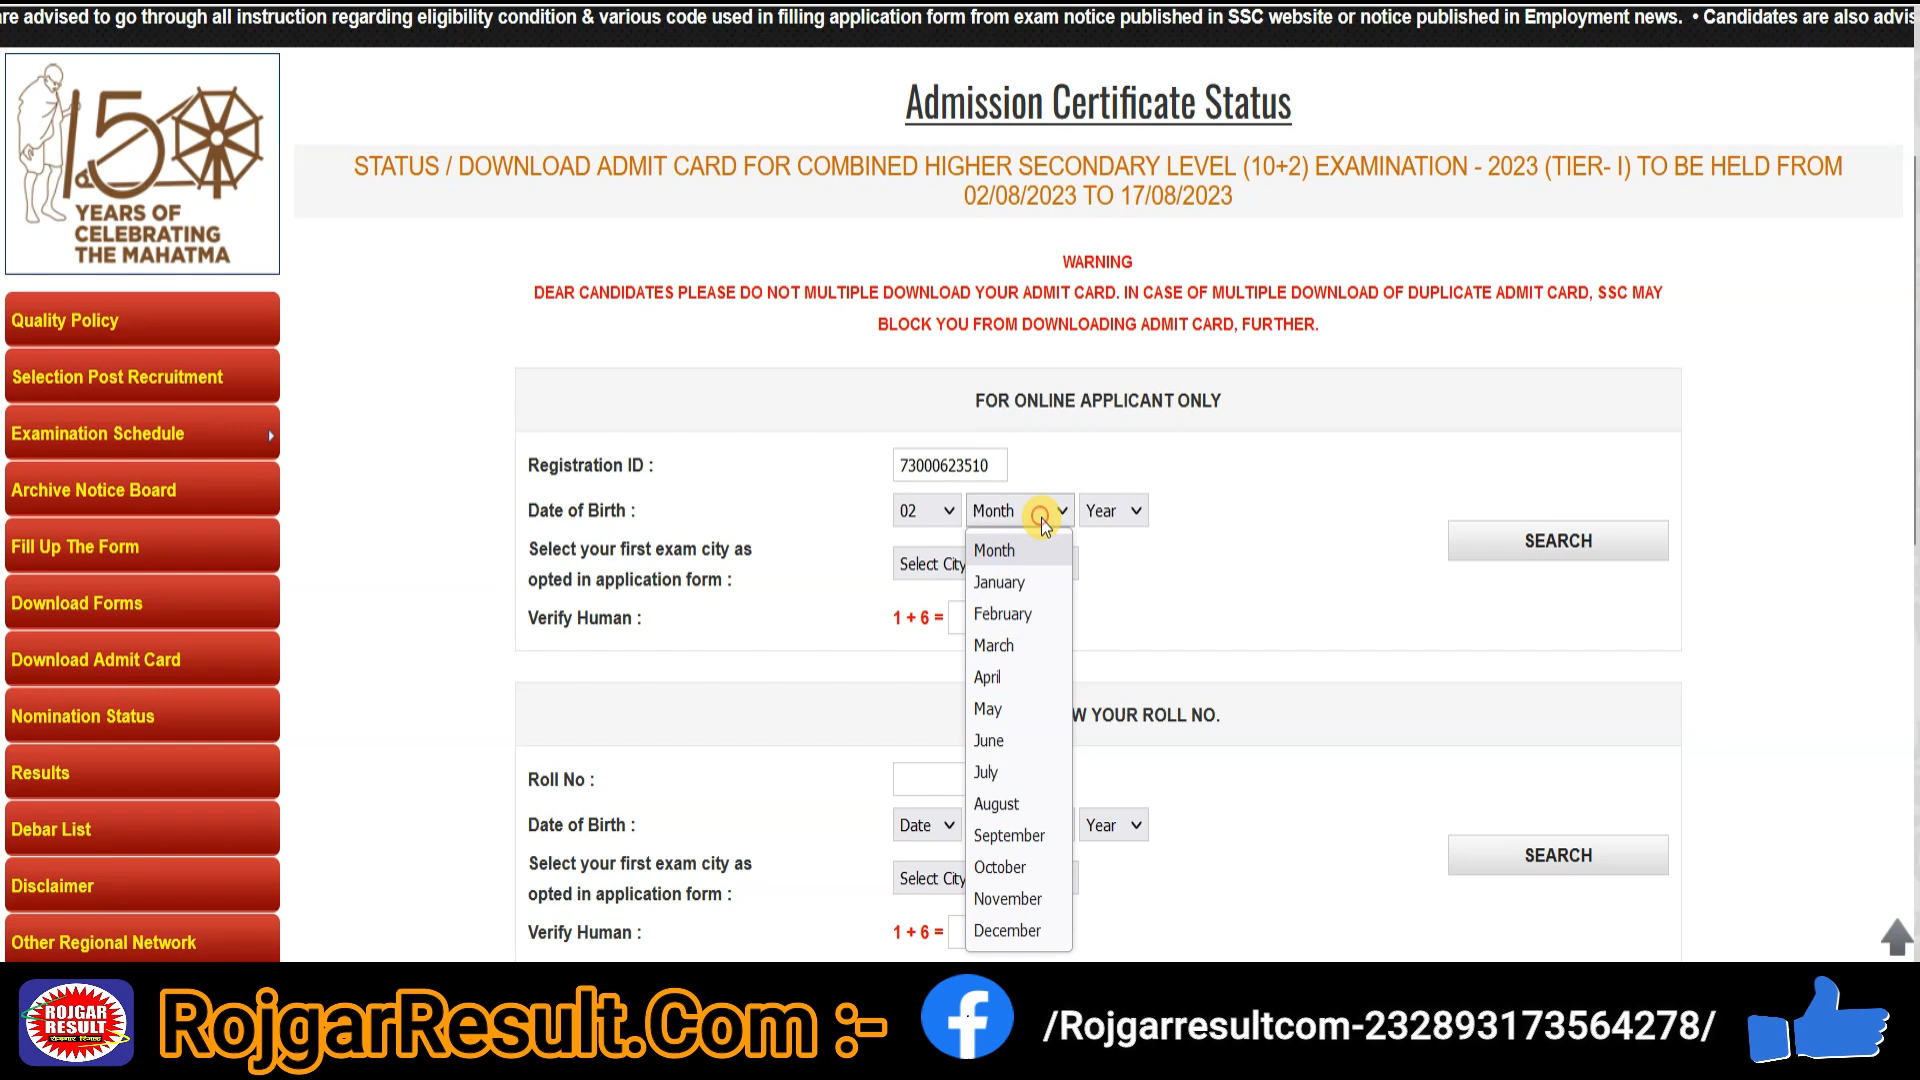 re advised to go through all instruction regarding eligibility condition & various code used in filling application form from exam notice published in SSC website or notice published in Employment news. • Candidates are also advis
150
YEARS OF
CELEBRATING
THE MAHATMA
Quality Policy
Selection Post Recruitment
Examination Schedule
Archive Notice Board
Fill Up The Form
Download Forms
Download Admit Card
Nomination Status
Results
Debar List
Disclaimer
Other Regional Network
Admission Certificate Status
STATUS / DOWNLOAD ADMIT CARD FOR COMBINED HIGHER SECONDARY LEVEL (10+2) EXAMINATION - 2023 (TIER- I) TO BE HELD FROM
02/08/2023 TO 17/08/2023
WARNING
DEAR CANDIDATES PLEASE DO NOT MULTIPLE DOWNLOAD YOUR ADMIT CARD. IN CASE OF MULTIPLE DOWNLOAD OF DUPLICATE ADMIT CARD, SSC MAY
BLOCK YOU FROM DOWNLOADING ADMIT CARD, FURTHER.
FOR ONLINE APPLICANT ONLY
Registration ID : 73000623510
Date of Birth : 02 Month Year
Select your first exam city as
opted in application form : Select City
SEARCH
Verify Human : 1 + 6 =
Month
January
February
March
April
May
June
July
August
September
October
November
December
W YOUR ROLL NO.
Roll No :
Date of Birth : Date Year
Select your first exam city as
opted in application form : Select City
SEARCH
Verify Human : 1 + 6 =
ROJGAR
RESULT
रोजगार रिजल्ट
RojgarResult.Com :-
f
/Rojgarresultcom-232893173564278/